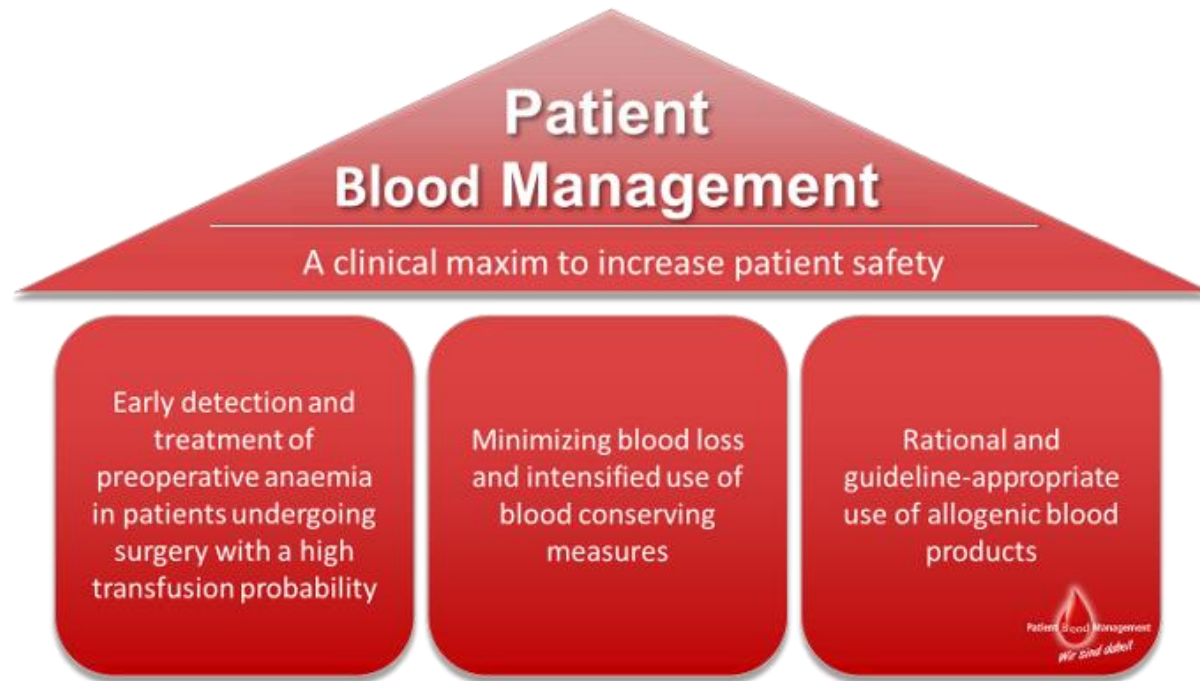 Patient
Blood Management
A clinical maxim to increase patient safety
Early detection and
treatment of
preoperative anaemia
in patients undergoing
surgery with a high
transfusion probability
Minimizing blood loss
and intensified use of
blood conserving
measures
Rational and
guideline-appropriate
use of allogenic blood
products
Patient Blood Management
Wir sind dabei!